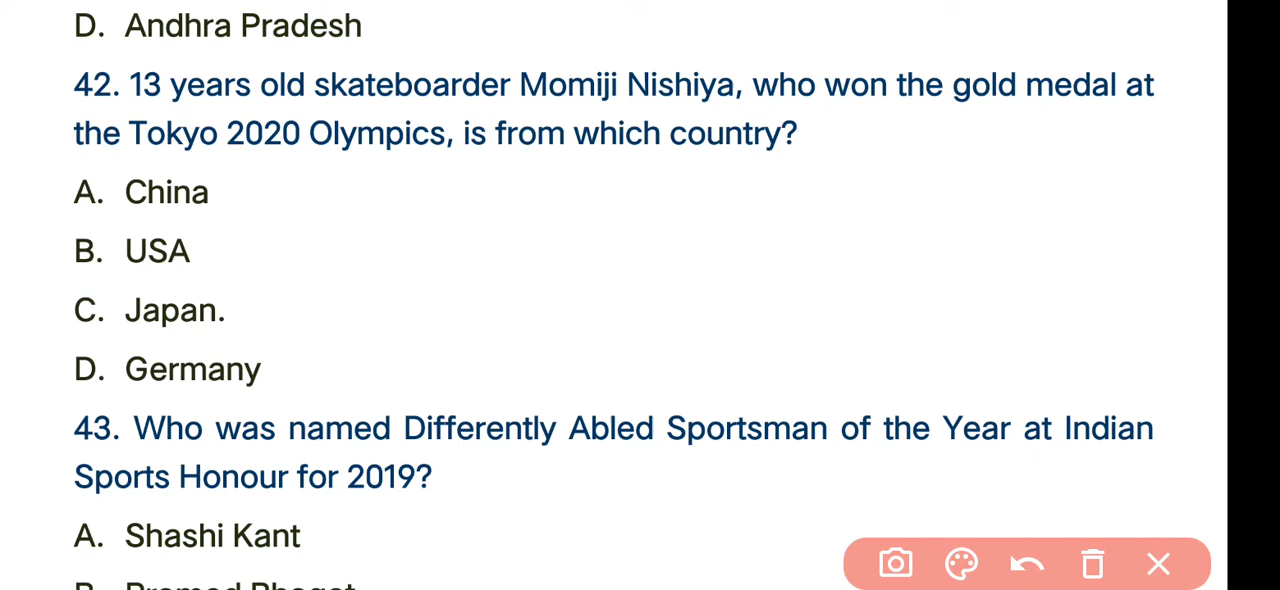 D. Andhra Pradesh
42. 13 years old skateboarder Momiji Nishiya, who won the gold medal at
the Tokyo 2020 Olympics, is from which country?
A. China
B. USA
C. Japan.
D. Germany
43. Who was named Differently Abled Sportsman of the Year at Indian
Sports Honour for 2019?
A. Shashi Kant
B. Pramod Bhagat